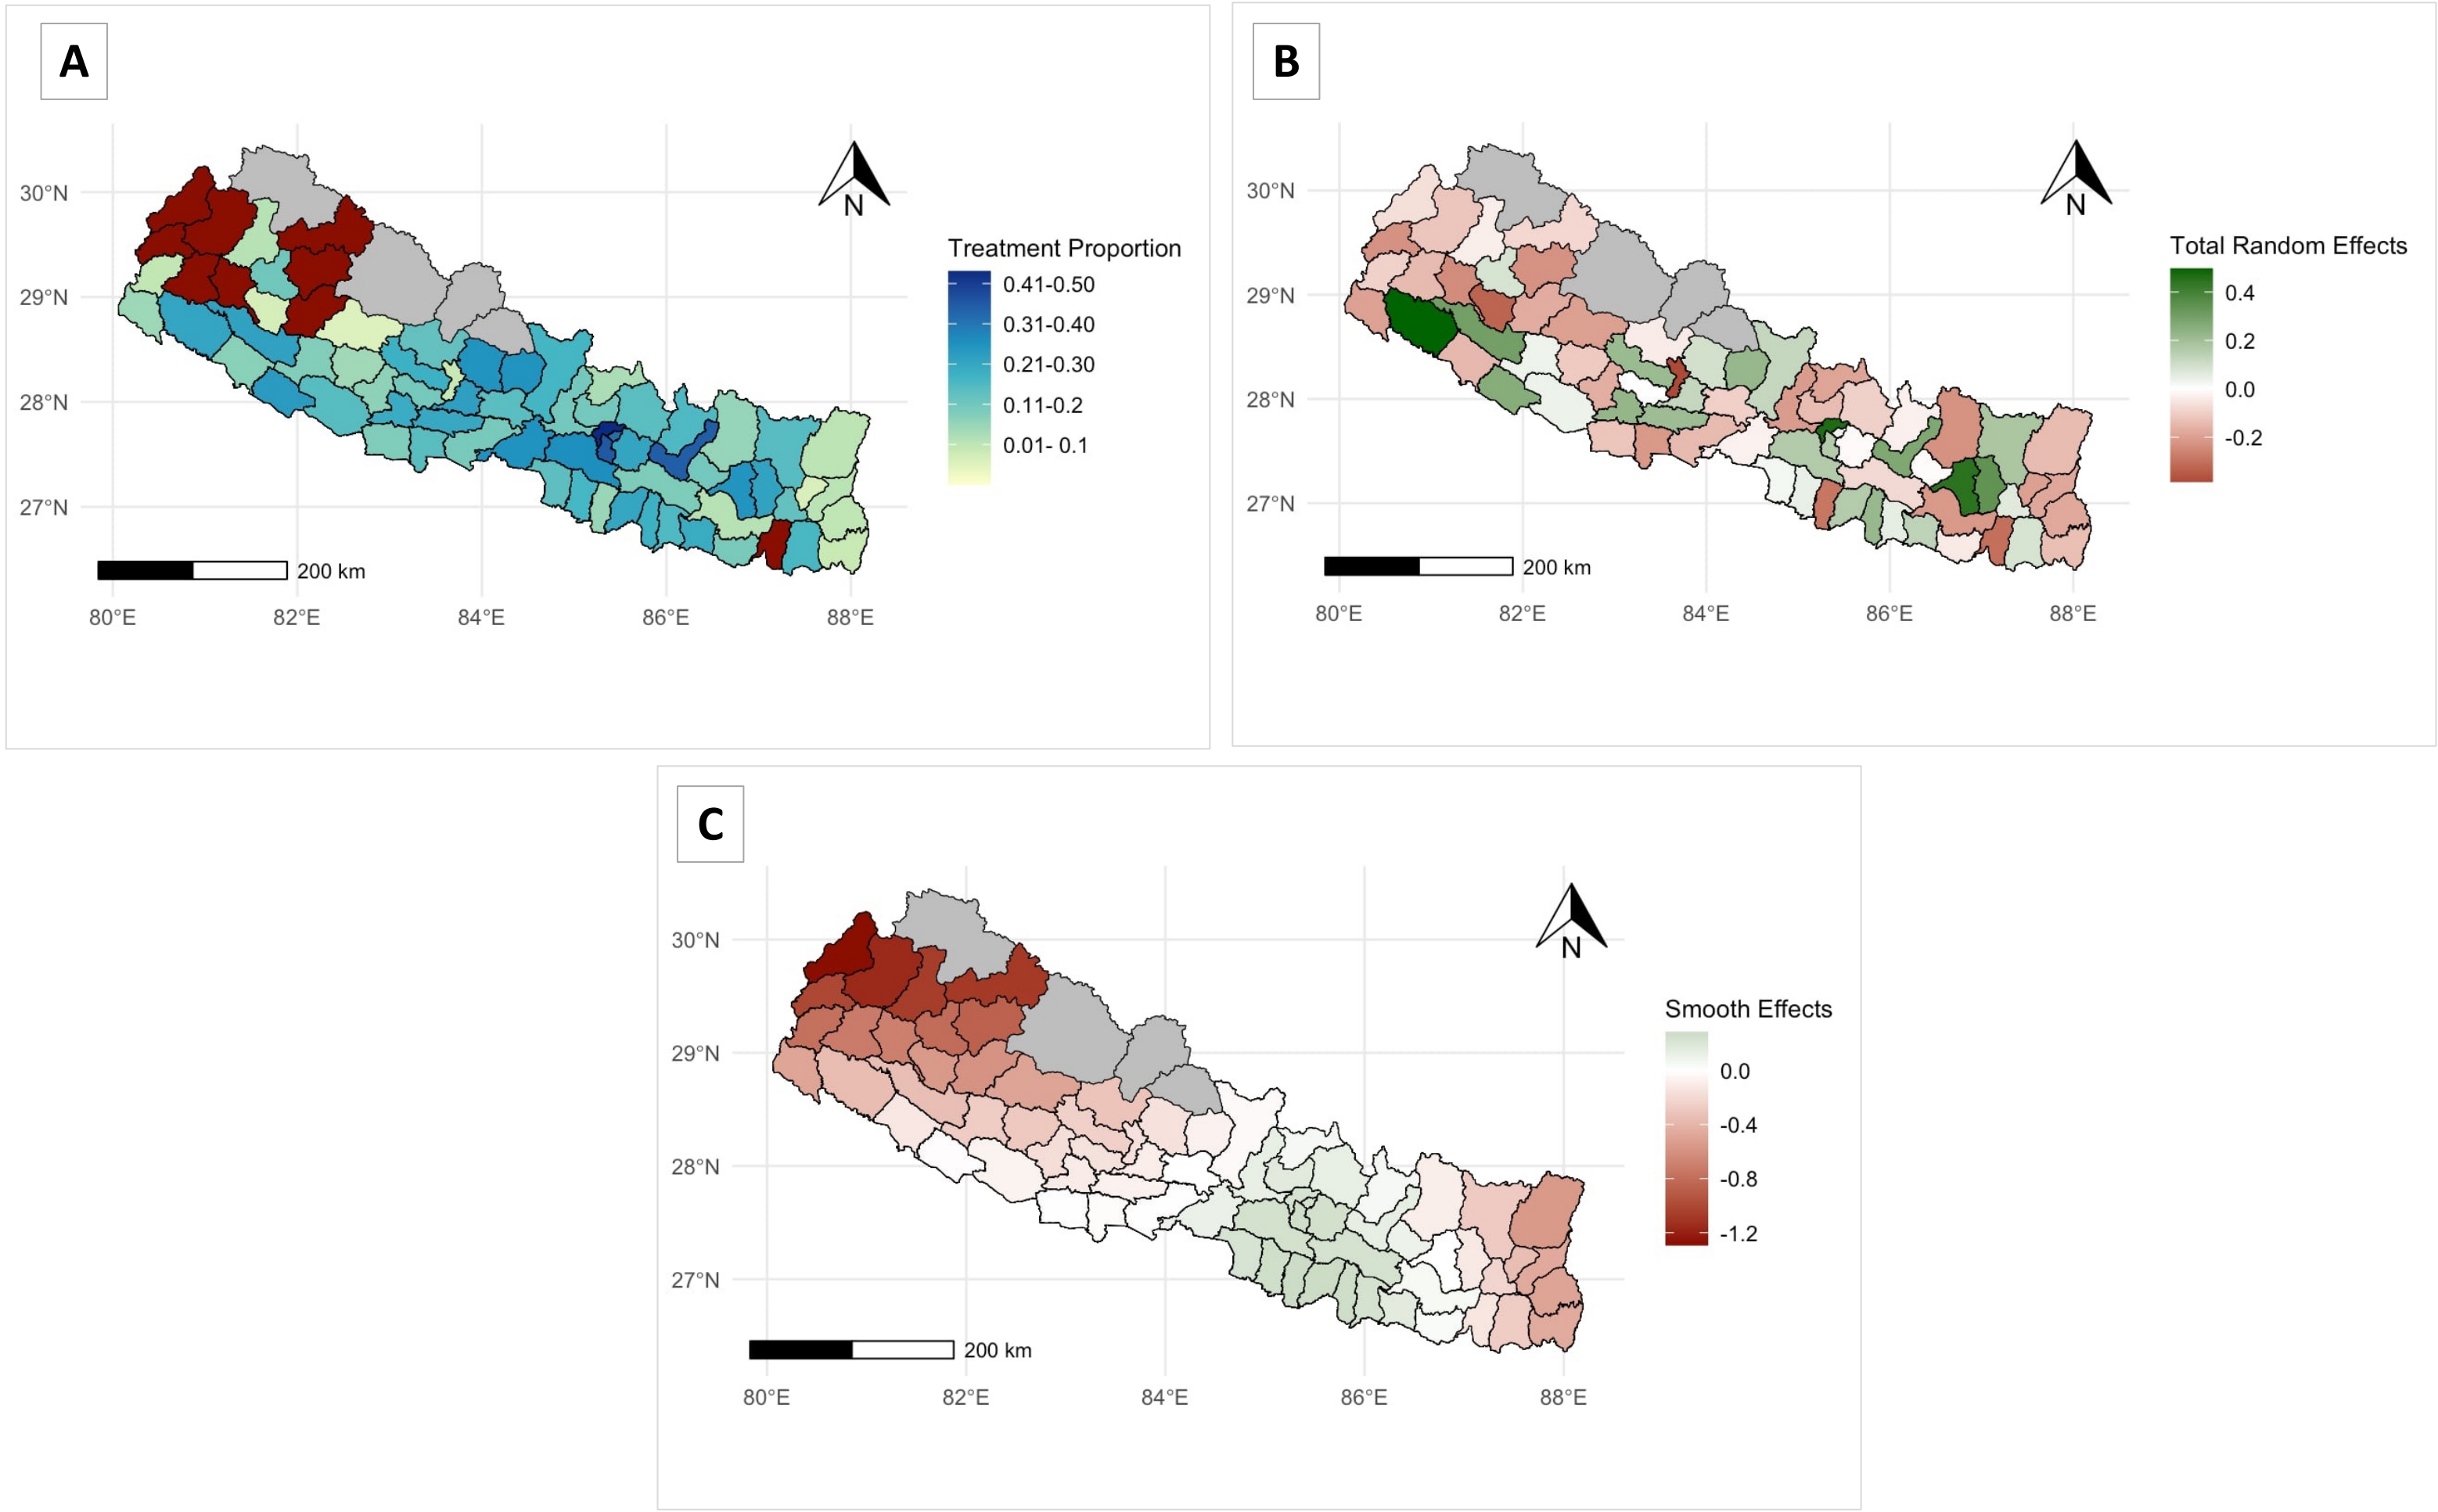 A
N
30°N
29°N
28°N
27°N
200 km
80°E 82°E 84°E 86°E 88°E
Treatment Proportion
0.41-0.50
0.31-0.40
0.21-0.30
0.11-0.2
0.01- 0.1
B
N
30°N
29°N
28°N
27°N
200 km
80°E 82°E 84°E 86°E 88°E
Total Random Effects
0.4
0.2
0.0
-0.2
C
N
30°N
29°N
28°N
27°N
200 km
80°E 82°E 84°E 86°E 88°E
Smooth Effects
0.0
-0.4
-0.8
-1.2